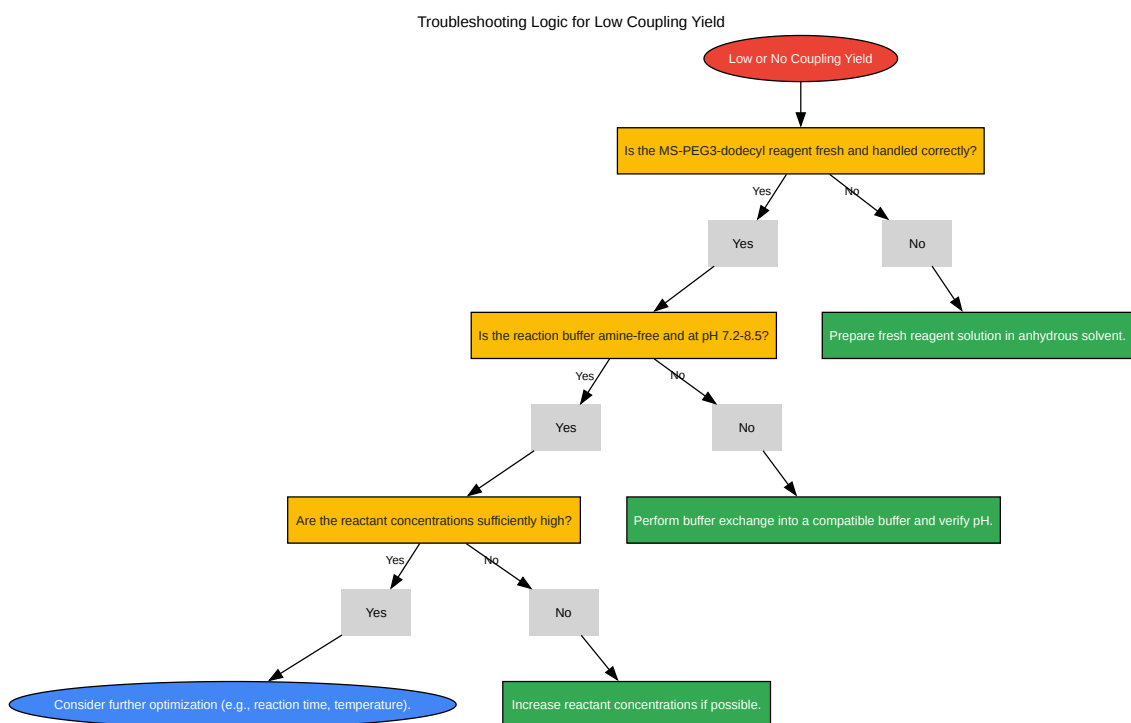 Troubleshooting Logic for Low Coupling Yield
Low or No Coupling Yield
Is the MS-PEG3-dodecyl reagent fresh and handled correctly?
Yes
No
Yes
No
Is the reaction buffer amine-free and at pH 7.2-8.5?
Prepare fresh reagent solution in anhydrous solvent.
Yes
No
Yes
No
Are the reactant concentrations sufficiently high?
Perform buffer exchange into a compatible buffer and verify pH.
Yes
No
Yes
No
Consider further optimization (e.g., reaction time, temperature).
Increase reactant concentrations if possible.